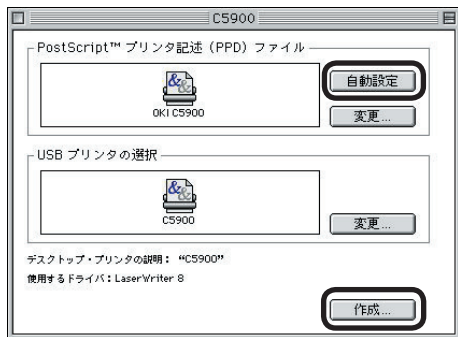 C5900
PostScript™ プリンタ記述（PPD）ファイル
自動設定
OKI C5900
変更...
USB プリンタの選択
C5900
変更...
デスクトップ・プリンタの説明： “C5900”
使用するドライバ：LaserWriter 8
作成...